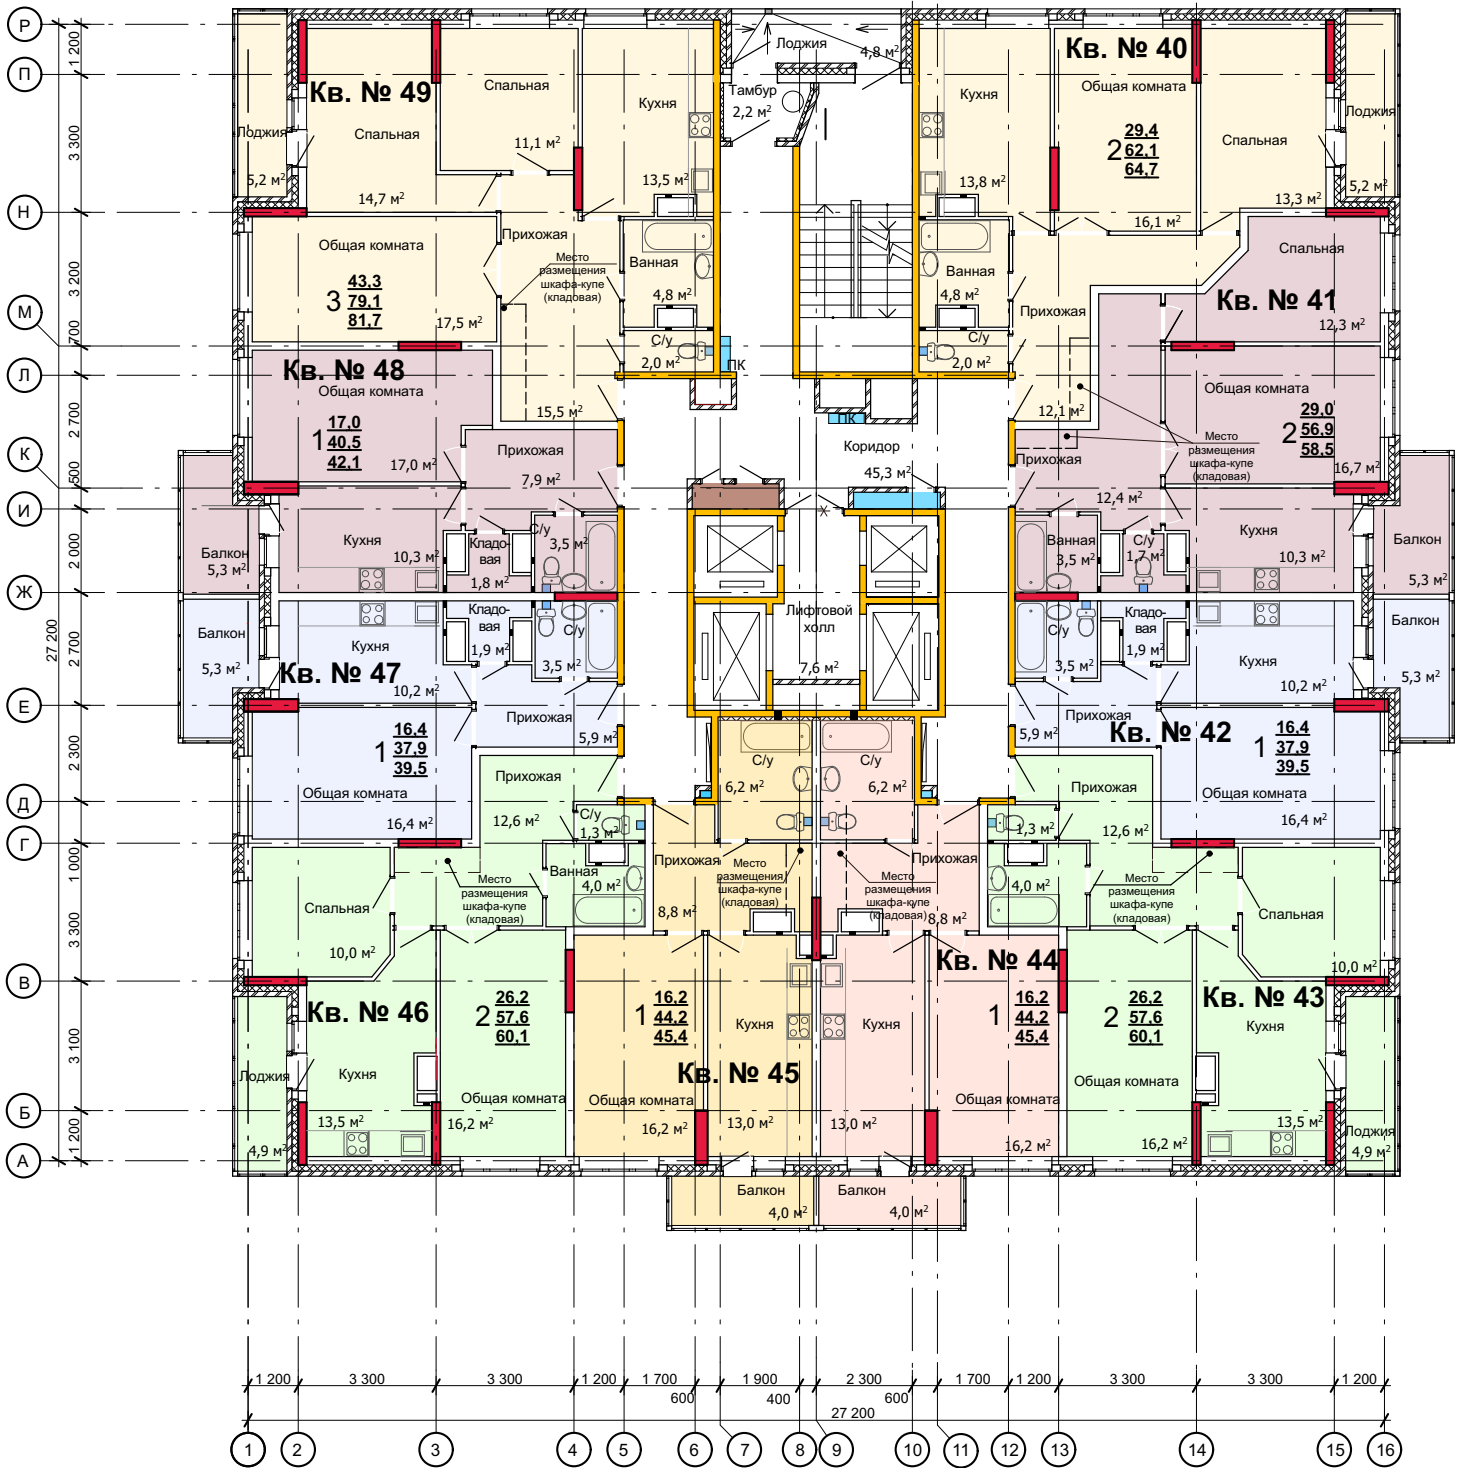 Р
П
Н
М
Л
К
И
Ж
Е
Д
Г
В
Б
А
1 200
3 300
3 200
700
2 700
500
2 000
2 700
2 300
1 000
3 300
3 100
1 200
27 200
Кв. № 49
Лоджия
5,2 м²
Спальная
14,7 м²
Спальная
11,1 м²
Кухня
13,5 м²
Общая комната
3
43,3
79,1
81,7
17,5 м²
Прихожая
Место
размещения
шкафа-купе
(кладовая)
15,5 м²
Ванная
4,8 м²
С/у
2,0 м²
Лоджия
4,8 м²
Тамбур
2,2 м²
ПК
ПК
Коридор
45,3 м²
Лифтовой
холл
7,6 м²
Кв. № 40
Кухня
13,8 м²
Общая комната
2
29,4
62,1
64,7
16,1 м²
Спальная
13,3 м²
Лоджия
5,2 м²
Ванная
4,8 м²
С/у
2,0 м²
Прихожая
12,1 м²
Кв. № 41
Спальная
12,3 м²
Общая комната
2
29,0
56,9
58,5
16,7 м²
Место
размещения
шкафа-купе
(кладовая)
Прихожая
12,4 м²
Ванная
3,5 м²
С/у
1,7 м²
Кухня
10,3 м²
Балкон
5,3 м²
Кв. № 48
Общая комната
1
17,0
40,5
42,1
17,0 м²
Прихожая
7,9 м²
Балкон
5,3 м²
Кухня
10,3 м²
Кладо-
вая
1,8 м²
С/у
3,5 м²
Кв. № 47
Балкон
5,3 м²
Кухня
10,2 м²
Кладо-
вая
1,9 м²
С/у
3,5 м²
Прихожая
5,9 м²
1
16,4
37,9
39,5
Общая комната
16,4 м²
Кв. № 42
С/у
3,5 м²
Кладо-
вая
1,9 м²
Кухня
10,2 м²
Балкон
5,3 м²
Прихожая
5,9 м²
1
16,4
37,9
39,5
Общая комната
16,4 м²
Кв. № 46
Прихожая
12,6 м²
С/у
1,3 м²
Ванная
4,0 м²
Место
размещения
шкафа-купе
(кладовая)
Спальная
10,0 м²
2
26,2
57,6
60,1
Кухня
13,5 м²
Общая комната
16,2 м²
Лоджия
4,9 м²
Кв. № 45
С/у
6,2 м²
Прихожая
8,8 м²
Место
размещения
шкафа-купе
(кладовая)
1
16,2
44,2
45,4
Общая комната
16,2 м²
Кухня
13,0 м²
Балкон
4,0 м²
Кв. № 44
С/у
6,2 м²
Прихожая
8,8 м²
Место
размещения
шкафа-купе
(кладовая)
1
16,2
44,2
45,4
Кухня
13,0 м²
Общая комната
16,2 м²
Балкон
4,0 м²
Кв. № 43
Прихожая
12,6 м²
1,3 м²
4,0 м²
Место
размещения
шкафа-купе
(кладовая)
Спальная
10,0 м²
2
26,2
57,6
60,1
Общая комната
16,2 м²
Кухня
13,5 м²
Лоджия
4,9 м²
1 200
3 300
3 300
1 200
1 700
600
1 900
400
2 300
600
1 700
1 200
3 300
3 300
1 200
27 200
1
2
3
4
5
6
7
8
9
10
11
12
13
14
15
16